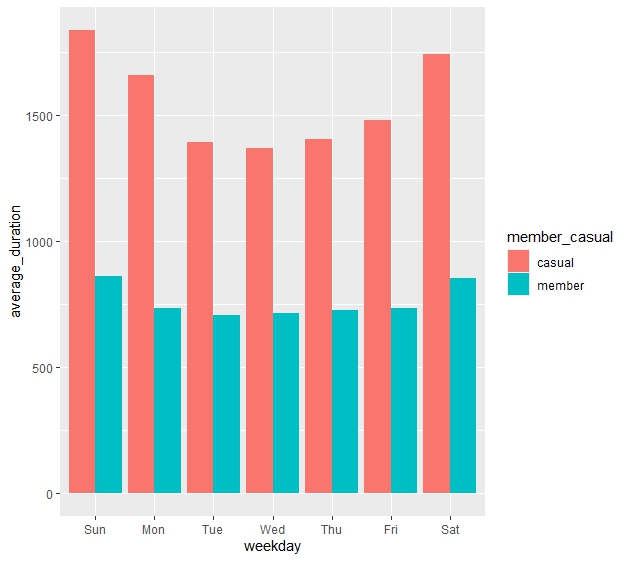 average_duration
1500
1000
500
0
Sun Mon Tue Wed Thu Fri Sat
weekday
member_casual
casual
member